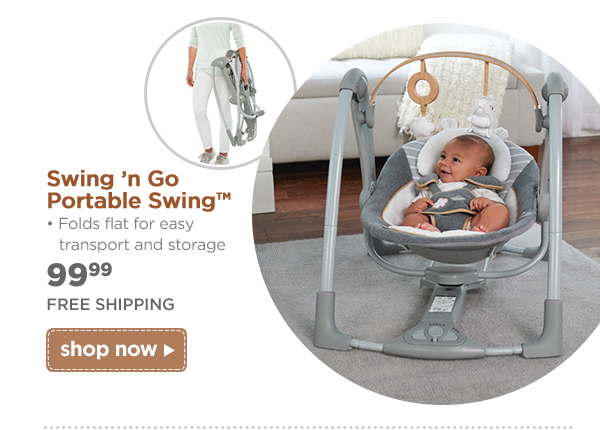 Swing ’n Go
Portable Swing™
• Folds flat for easy
transport and storage
99⁹⁹
FREE SHIPPING
shop now ▸